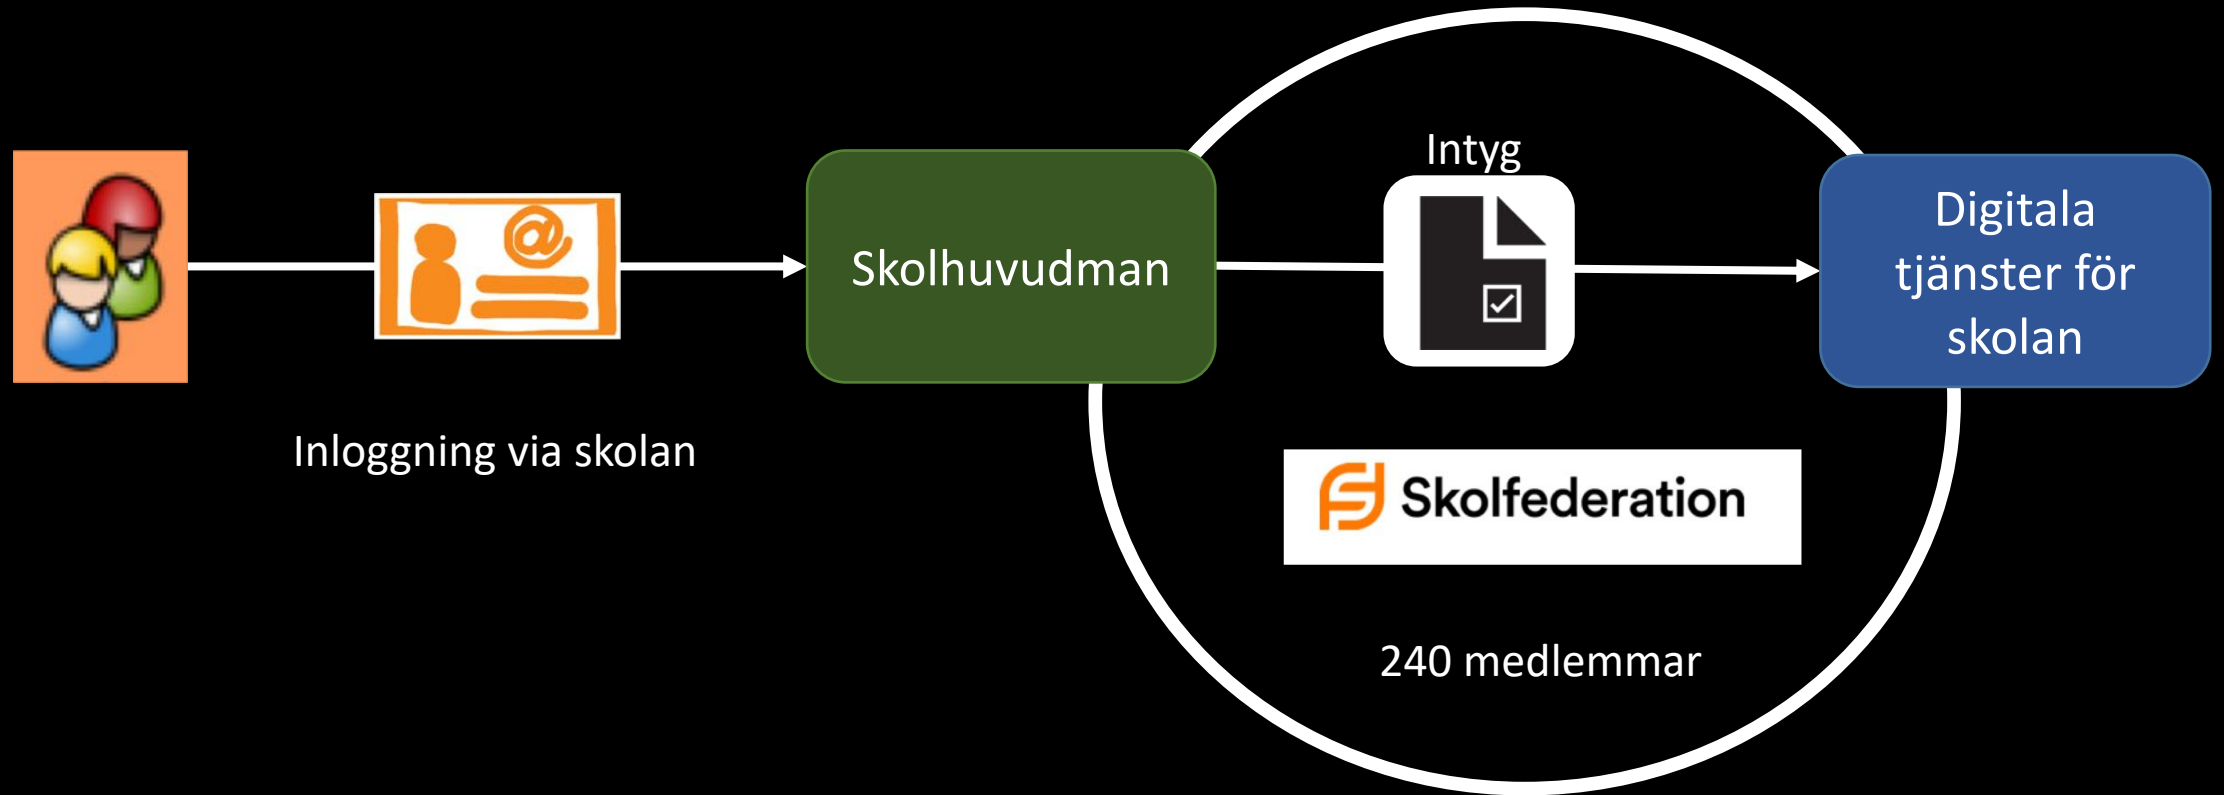 Intyg
Skolhuvudman
Digitala
tjänster för
skolan
Inloggning via skolan
Skolfederation
240 medlemmar